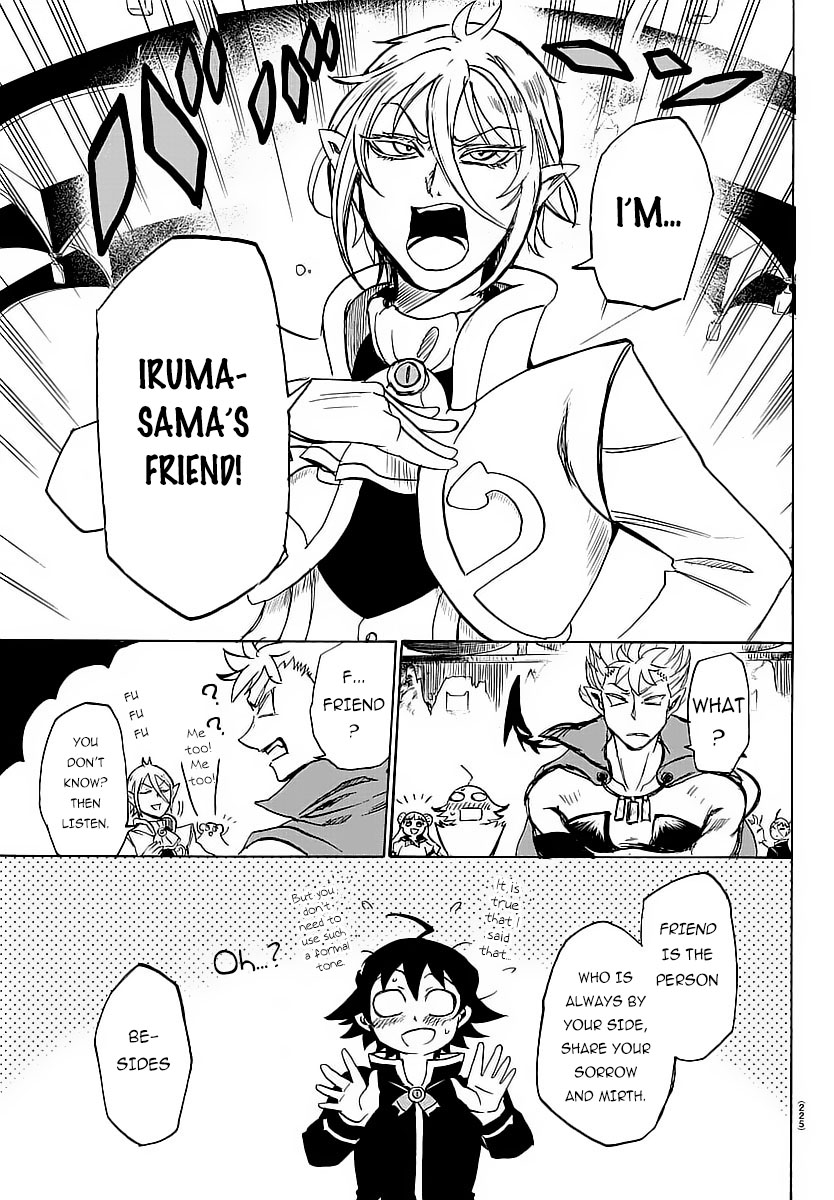 I'M...
IRUMA-
SAMA'S
FRIEND!
WHAT
?
F...
FRIEND
?
?
?
Me
too!
Me
too!
FU
FU
FU
YOU
DON'T
KNOW?
THEN
LISTEN.
FRIEND
IS THE
PERSON
WHO IS
ALWAYS BY
YOUR SIDE,
SHARE YOUR
SORROW
AND MIRTH.
It is
true
that I
said
that...
But you
don't
need to
use such
a formal
tone.
Oh...?
BE-
SIDES
(225)